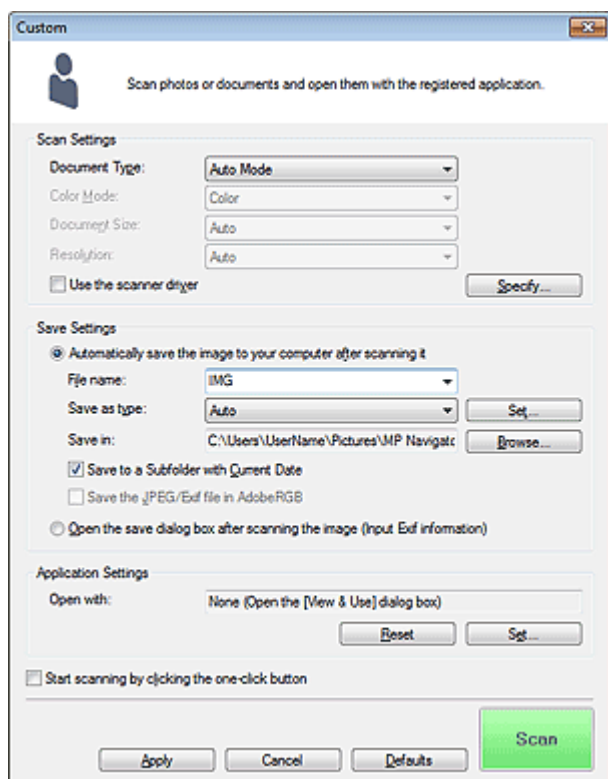 Custom
Scan photos or documents and open them with the registered application.
Scan Settings
Document Type: Auto Mode
Color Mode: Color
Document Size: Auto
Resolution: Auto
Use the scanner driver Specify...
Save Settings
Automatically save the image to your computer after scanning it
File name: IMG
Save as type: Auto Set...
Save in: C:\Users\UserName\Pictures\MP Navigatc Browse...
Save to a Subfolder with Current Date
Save the JPEG/Exif file in AdobeRGB
Open the save dialog box after scanning the image (Input Exif information)
Application Settings
Open with: None (Open the [View & Use] dialog box)
Reset Set...
Start scanning by clicking the one-click button
Scan
Apply Cancel Defaults